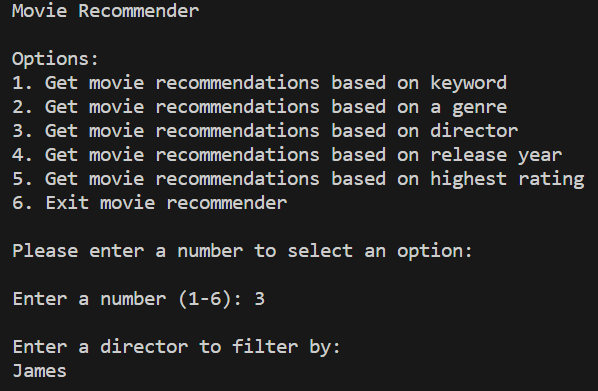 Movie Recommender
Options:
1. Get movie recommendations based on keyword
2. Get movie recommendations based on a genre
3. Get movie recommendations based on director
4. Get movie recommendations based on release year
5. Get movie recommendations based on highest rating
6. Exit movie recommender
Please enter a number to select an option:
Enter a number (1-6): 3
Enter a director to filter by:
James